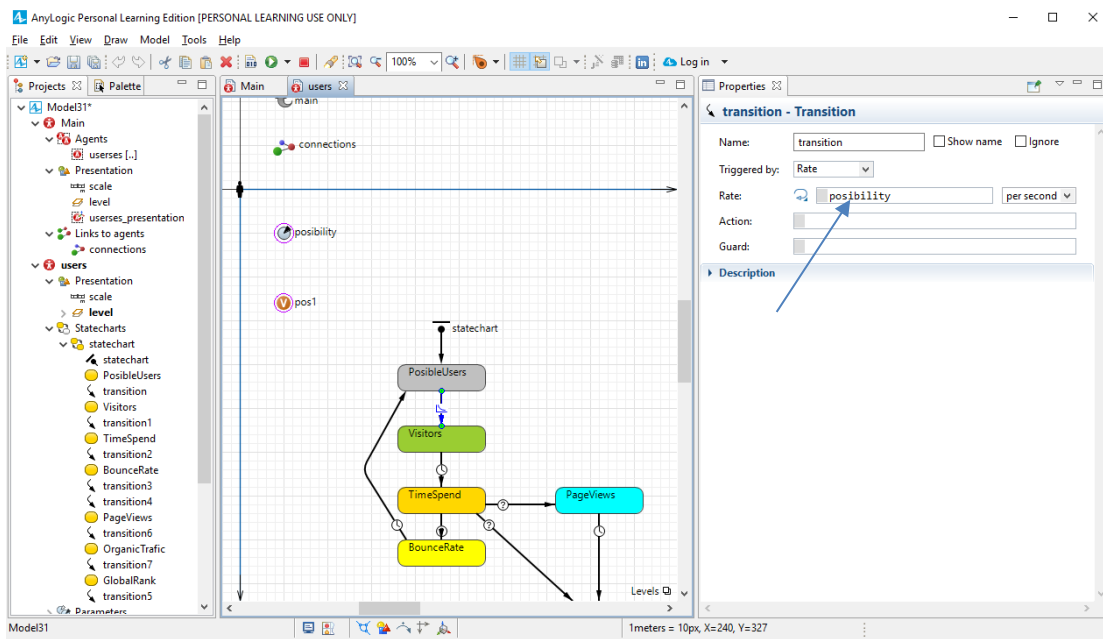 AnyLogic Personal Learning Edition [PERSONAL LEARNING USE ONLY]
File Edit View Draw Model Tools Help
100%
Log in
Projects
Palette
Model31*
Main
Agents
userses [..]
Presentation
scale
level
userses_presentation
Links to agents
connections
users
Presentation
scale
level
Statecharts
statechart
statechart
PosibleUsers
transition
Visitors
transition1
TimeSpend
transition2
BounceRate
transition3
transition4
PageViews
transition6
OrganicTrafic
transition7
GlobalRank
transition5
Parameters
Main
users
main
connections
posibility
pos1
statechart
PosibleUsers
Visitors
TimeSpend
PageViews
BounceRate
Levels
Properties
transition - Transition
Name: transition Show name Ignore
Triggered by: Rate
Rate: posibility per second
Action:
Guard:
Description
Model31
1meters = 10px, X=240, Y=327